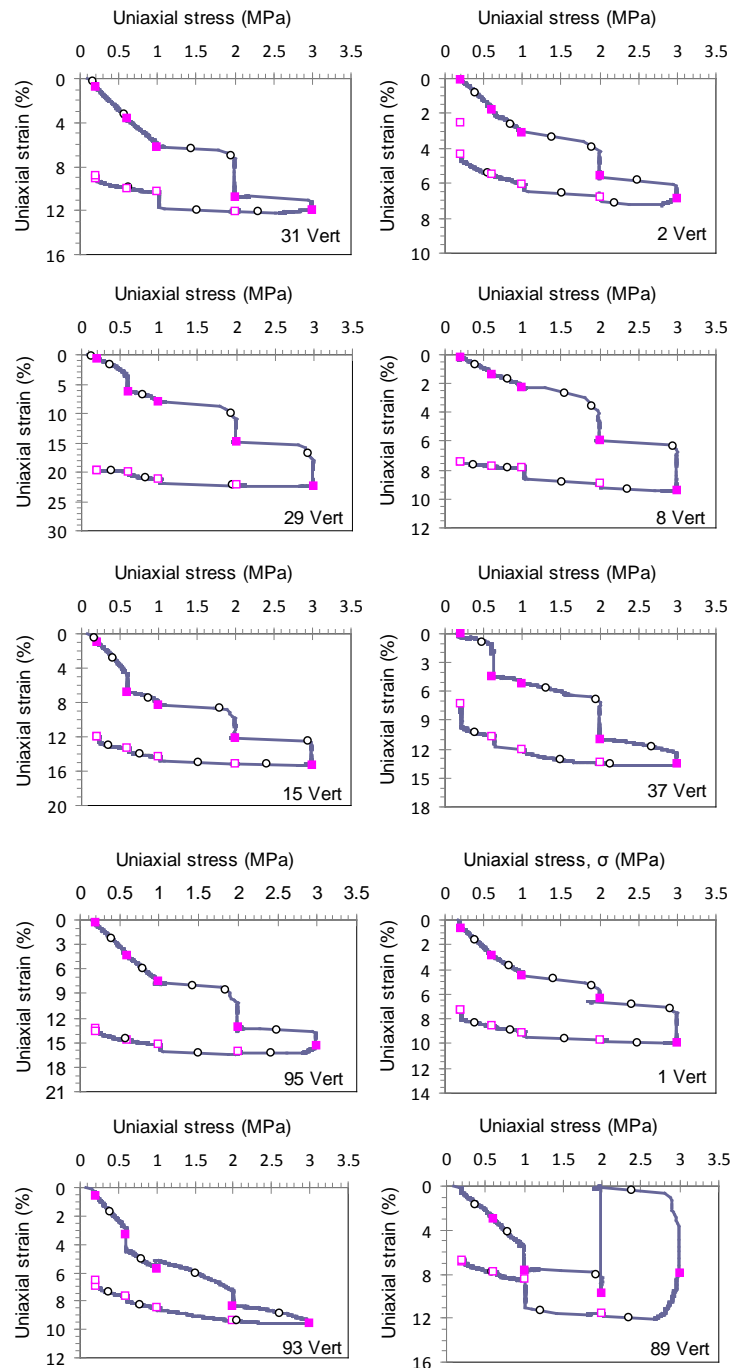 Uniaxial stress (MPa)
0 0.5 1 1.5 2 2.5 3 3.5
Uniaxial strain (%)
0
4
8
12
16
31 Vert
Uniaxial stress (MPa)
0 0.5 1 1.5 2 2.5 3 3.5
Uniaxial strain (%)
0
2
4
6
8
10
2 Vert
Uniaxial stress (MPa)
0 0.5 1 1.5 2 2.5 3 3.5
Uniaxial strain (%)
0
5
10
15
20
25
30
29 Vert
Uniaxial stress (MPa)
0 0.5 1 1.5 2 2.5 3 3.5
Uniaxial strain (%)
0
2
4
6
8
10
12
8 Vert
Uniaxial stress (MPa)
0 0.5 1 1.5 2 2.5 3 3.5
Uniaxial strain (%)
0
4
8
12
16
20
15 Vert
Uniaxial stress (MPa)
0 0.5 1 1.5 2 2.5 3 3.5
Uniaxial strain (%)
0
3
6
9
12
15
18
37 Vert
Uniaxial stress (MPa)
0 0.5 1 1.5 2 2.5 3 3.5
Uniaxial strain (%)
0
3
6
9
12
15
18
21
95 Vert
Uniaxial stress, σ (MPa)
0 0.5 1 1.5 2 2.5 3 3.5
Uniaxial strain (%)
0
2
4
6
8
10
12
14
1 Vert
Uniaxial stress (MPa)
0 0.5 1 1.5 2 2.5 3 3.5
Uniaxial strain (%)
0
2
4
6
8
10
12
93 Vert
Uniaxial stress (MPa)
0 0.5 1 1.5 2 2.5 3 3.5
Uniaxial strain (%)
0
4
8
12
16
89 Vert